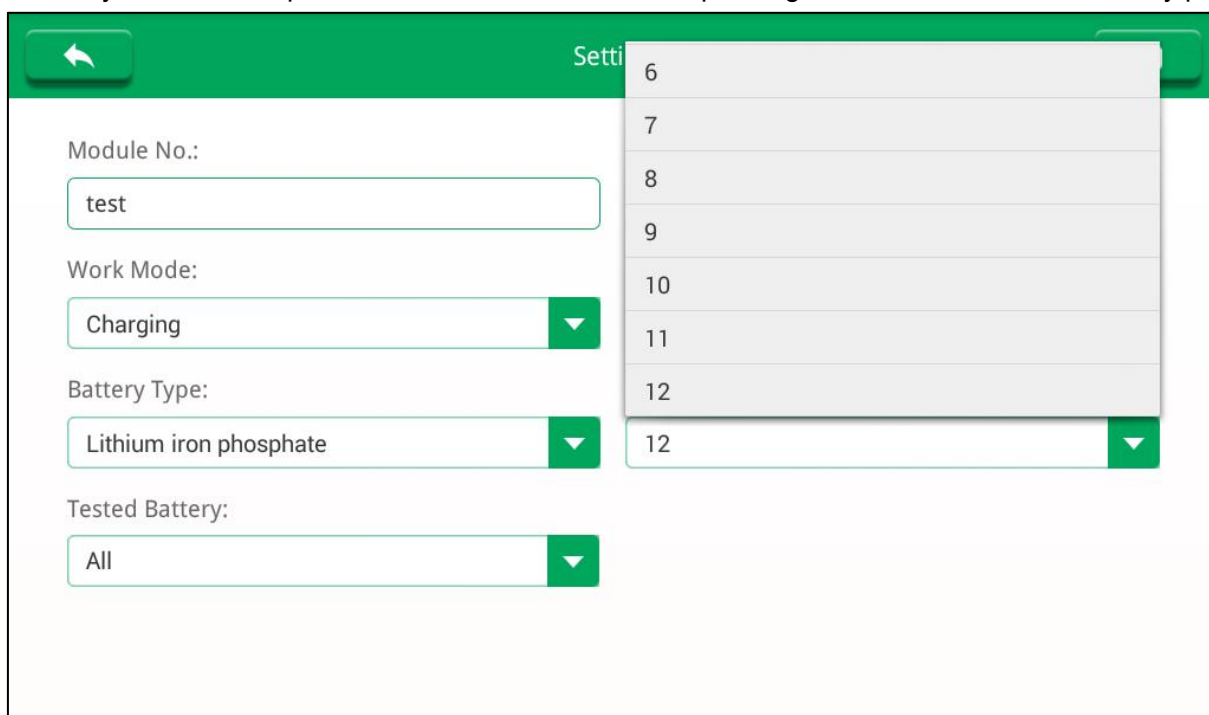 Setti
Module No.:
test
Work Mode:
Charging
Battery Type:
Lithium iron phosphate
Tested Battery:
All
6
7
8
9
10
11
12
12